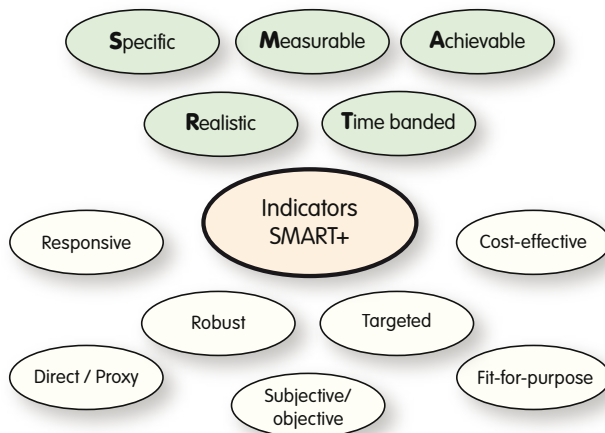 Specific
Measurable
Achievable
Realistic
Time banded
Indicators
SMART+
Responsive
Cost-effective
Robust
Targeted
Direct / Proxy
Subjective/
objective
Fit-for-purpose